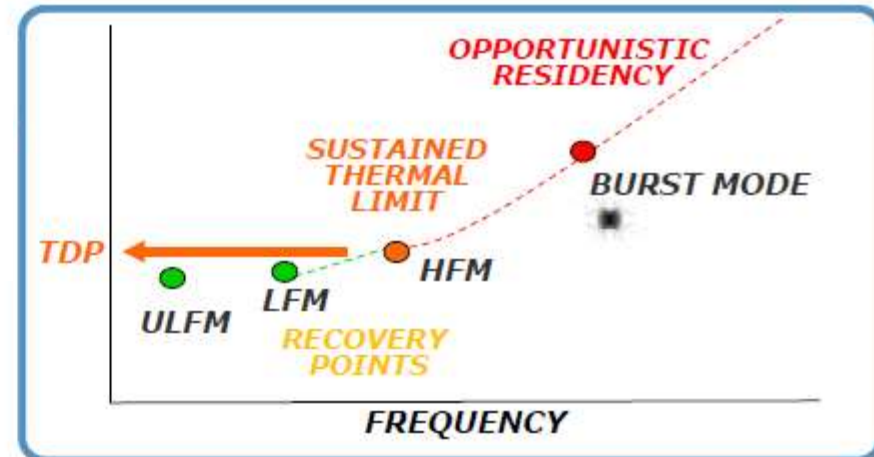 OPPORTUNISTIC
RESIDENCY
SUSTAINED
THERMAL
LIMIT
BURST MODE
TDP
HFM
LFM
ULFM
RECOVERY
POINTS
FREQUENCY